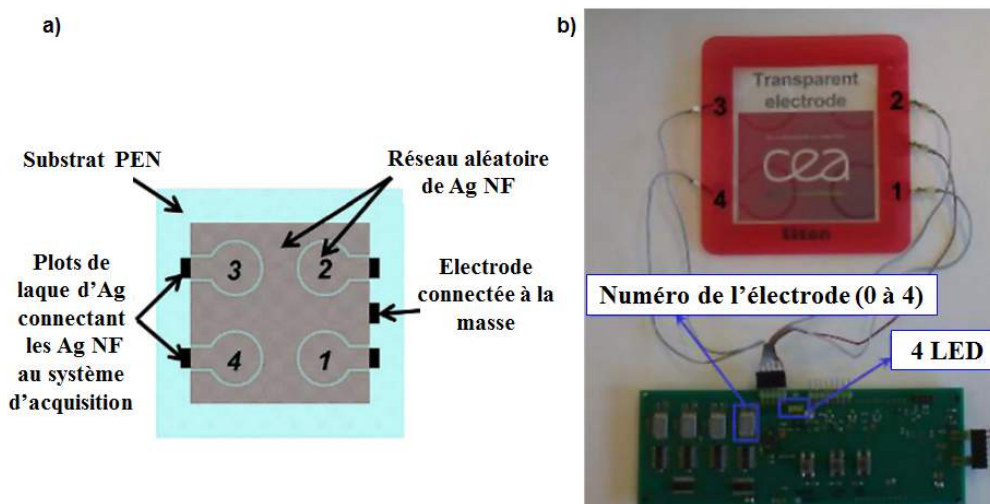 a)
Substrat PEN
Réseau aléatoire
de Ag NF
Plots de
laque d'Ag
connectant
les Ag NF
au système
d'acquisition
Electrode
connectée à la
masse
3
2
4
1
b)
Transparent
electrode
3
2
cea
4
1
liten
Numéro de l'électrode (0 à 4)
4 LED